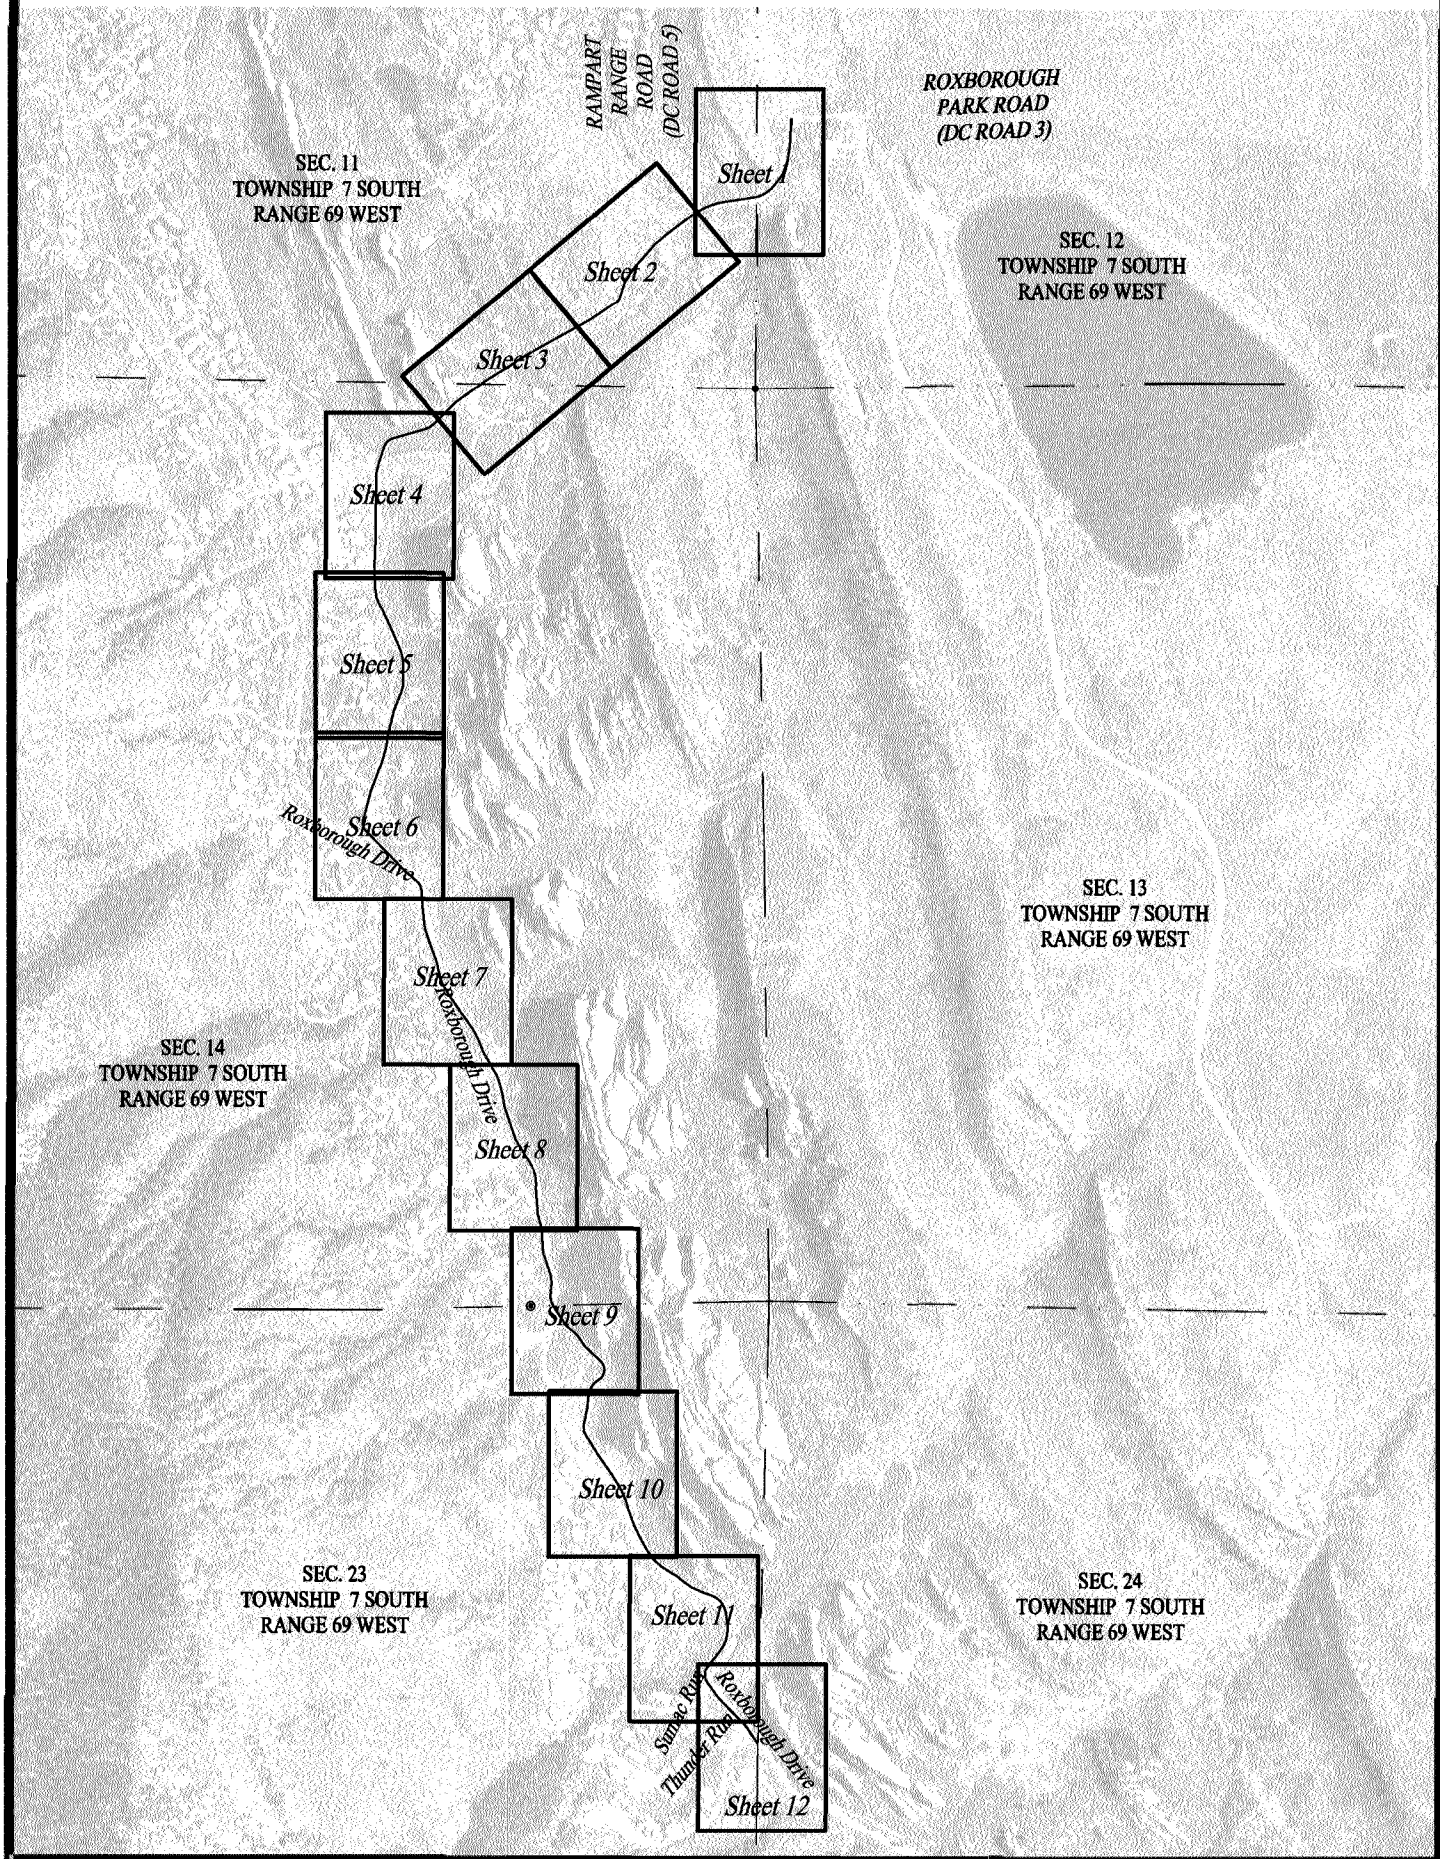 RAMPART
RANGE
ROAD
(DC ROAD 5)
ROXBOROUGH
PARK ROAD
(DC ROAD 3)
Sheet 1
SEC. 11
TOWNSHIP 7 SOUTH
RANGE 69 WEST
SEC. 12
TOWNSHIP 7 SOUTH
RANGE 69 WEST
Sheet 2
Sheet 3
Sheet 4
Sheet 5
Sheet 6
Roxborough Drive
SEC. 13
TOWNSHIP 7 SOUTH
RANGE 69 WEST
Sheet 7
Roxborough Drive
SEC. 14
TOWNSHIP 7 SOUTH
RANGE 69 WEST
Sheet 8
Sheet 9
Sheet 10
SEC. 23
TOWNSHIP 7 SOUTH
RANGE 69 WEST
SEC. 24
TOWNSHIP 7 SOUTH
RANGE 69 WEST
Sheet 11
Sumac Run
Thunder Run
Roxborough Drive
Sheet 12